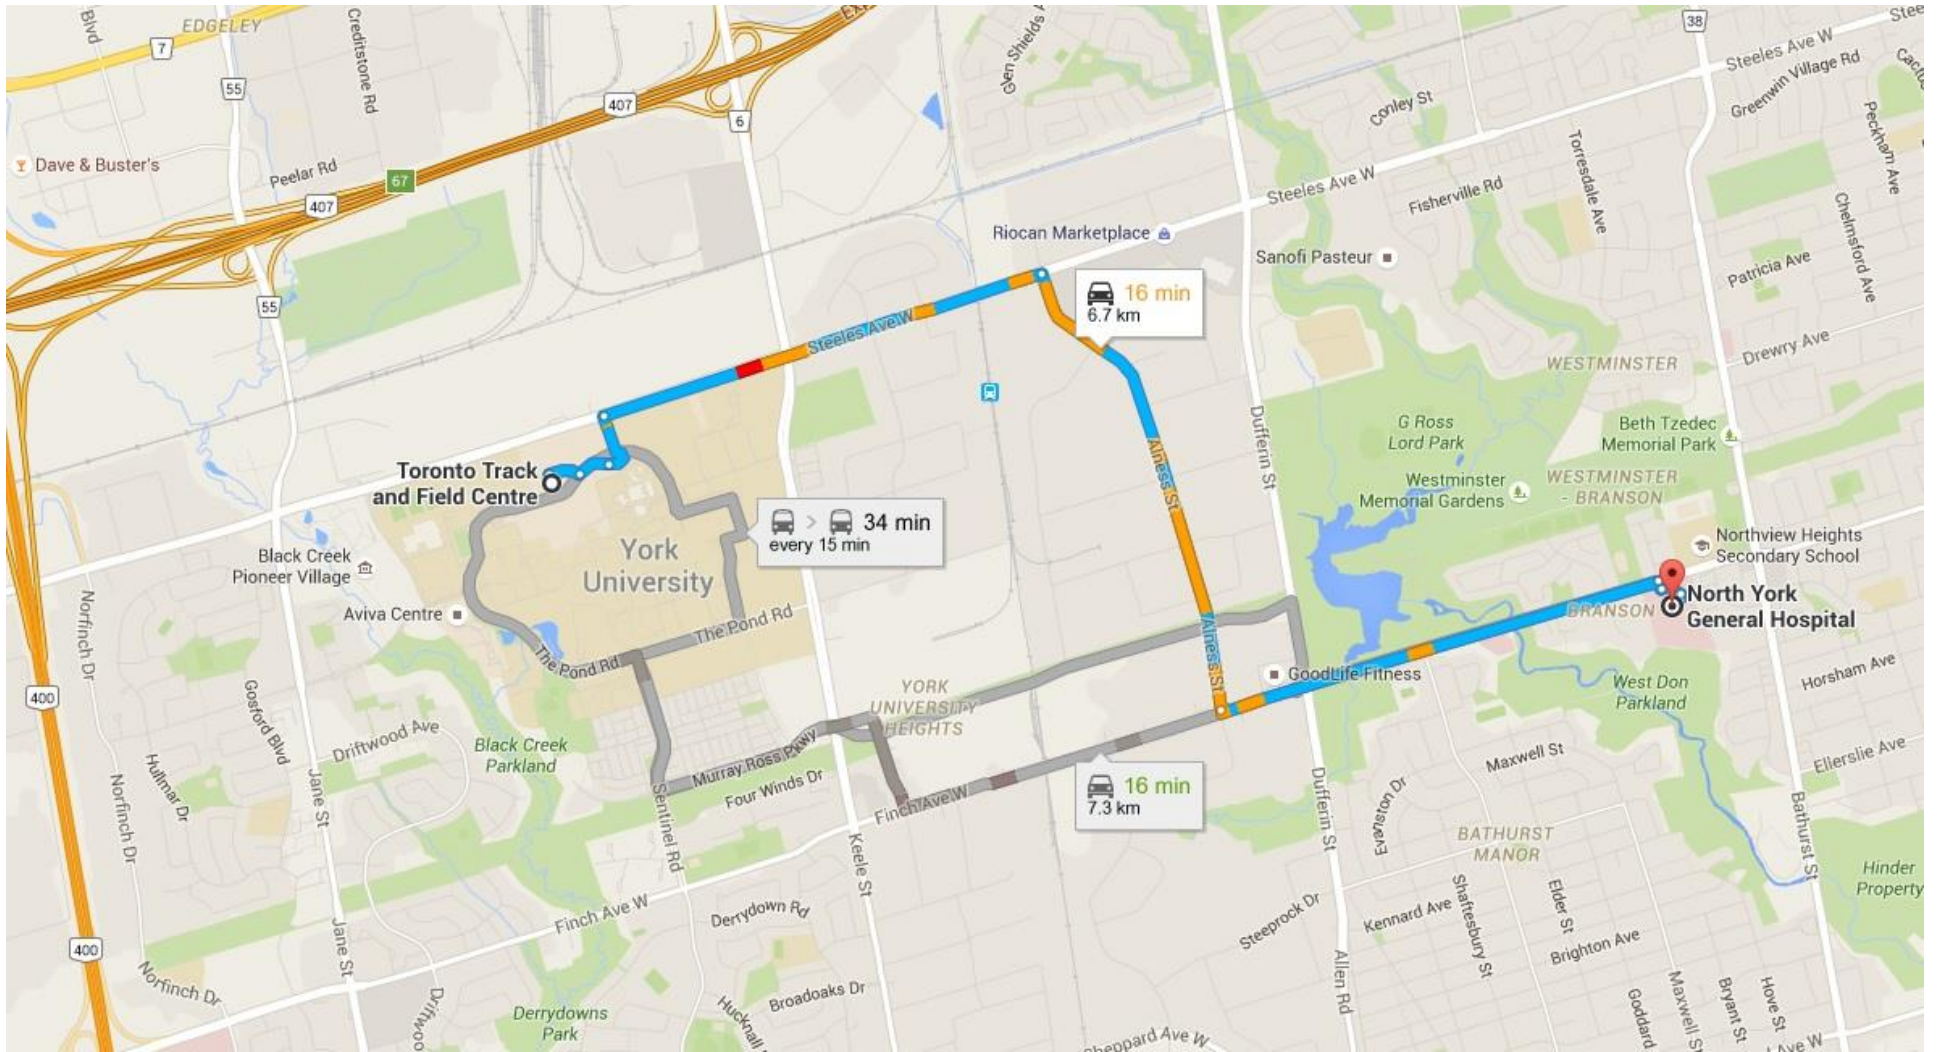 EDGELEY
Blvd
7
55
Creditstone Rd
Dave & Buster's
Peelar Rd
407
67
407
6
Glen Shields
38
Steeles Ave W
Greenwin Village Rd
Conley St
Torresdale Ave
Peckham Ave
Steeles Ave W
Fisherville Rd
Chelmsford Ave
Riocan Marketplace
Sanofi Pasteur
Patricia Ave
55
16 min
6.7 km
Steeles Ave W
WESTMINSTER
Drewry Ave
Dufferin St
G Ross
Lord Park
Beth Tzedec
Memorial Park
Alness St
Toronto Track
and Field Centre
Westminster
Memorial Gardens
WESTMINSTER
- BRANSON
34 min
every 15 min
York
University
Northview Heights
Secondary School
Black Creek
Pioneer Village
Aviva Centre
North York
General Hospital
BRANSON
The Pond Rd
The Pond Rd
Alness St
GoodLife Fitness
Norfinch Dr
400
Gosford Blvd
YORK
UNIVERSITY
HEIGHTS
West Don
Parkland
Horsham Ave
Driftwood Ave
Black Creek
Parkland
Murray Ross Pkwy
Four Winds Dr
Hullmar Dr
Norfinch Dr
Jane St
Sentinel Rd
Finch Ave W
16 min
7.3 km
Maxwell St
Ellerslie Ave
Dufferin St
Evanston Dr
BATHURST
MANOR
Bathurst St
Keele St
Hinder
Property
Finch Ave W
Derrydown Rd
Steeprock Dr
Kennard Ave
Shaftesbury St
Elder St
Brighton Ave
400
Jane St
Norfinch Dr
Derrydowns
Park
Broadoaks Dr
Hucknall
Allen Rd
Goddard
Maxwell St
Bryant St
Hove St